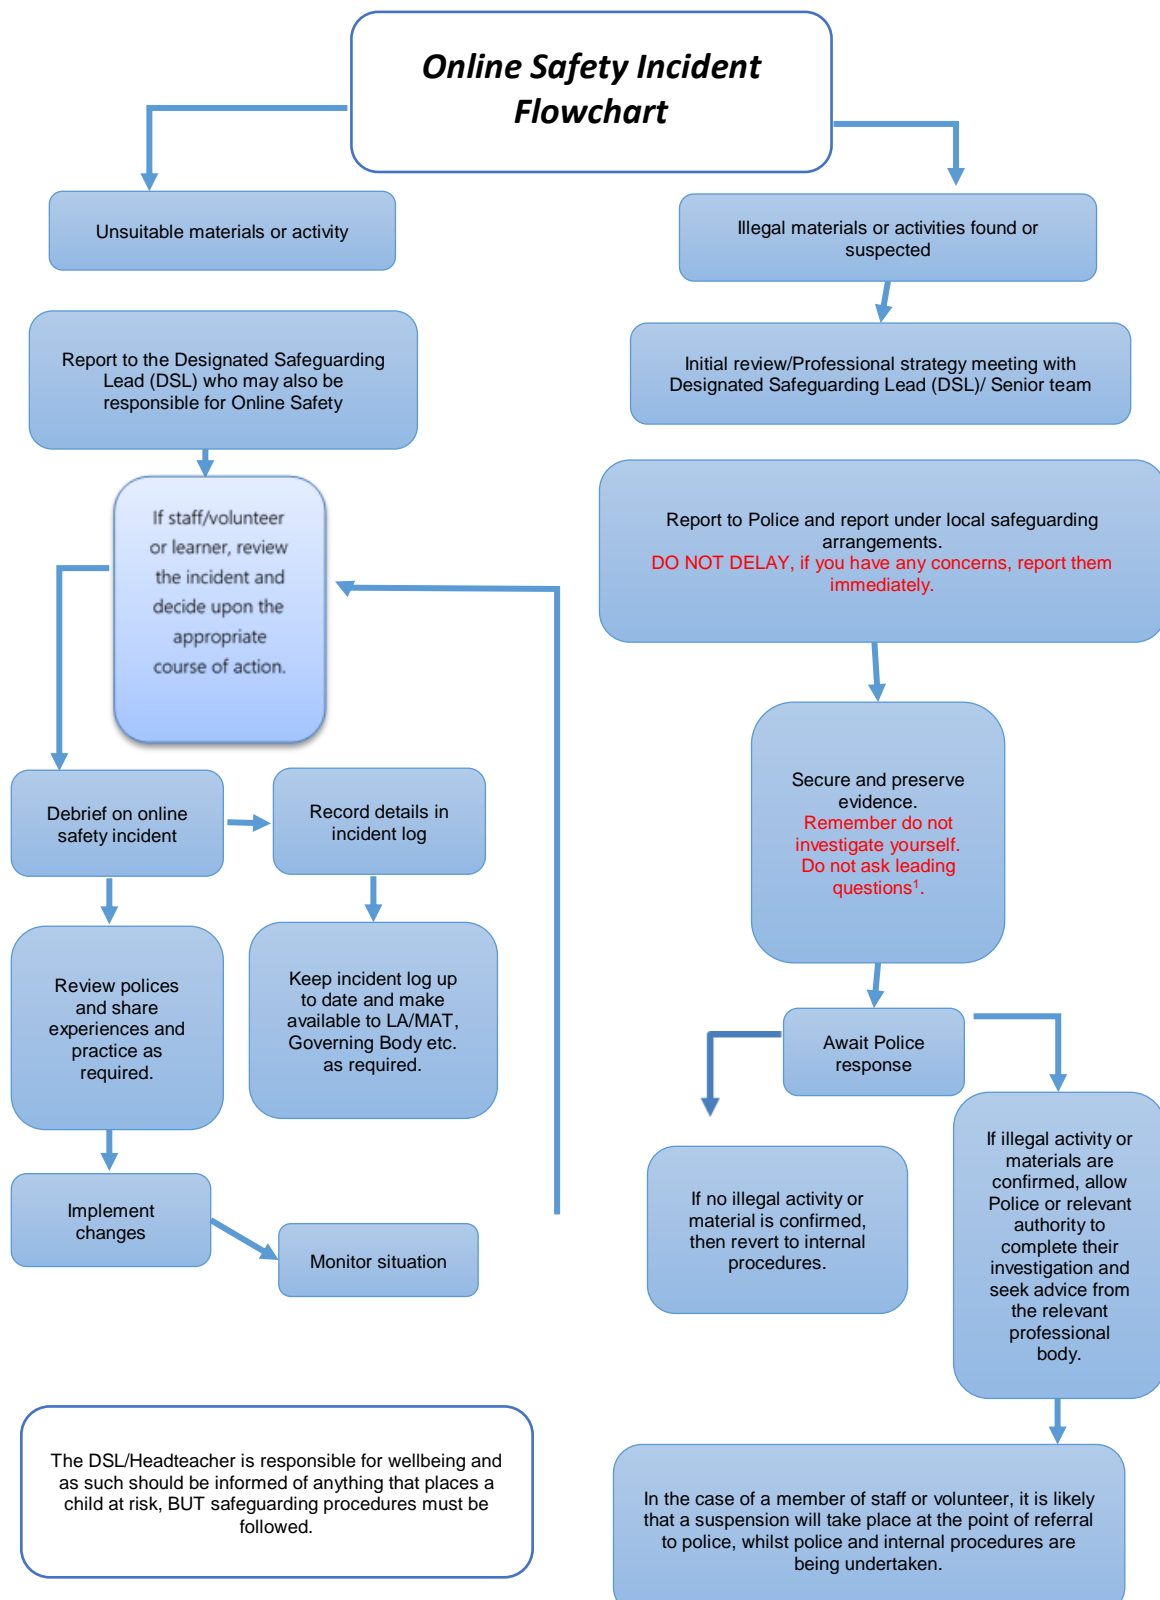 Online Safety Incident
Flowchart
Unsuitable materials or activity
Report to the Designated Safeguarding
Lead (DSL) who may also be
responsible for Online Safety
If staff/volunteer
or learner, review
the incident and
decide upon the
appropriate
course of action.
Debrief on online
safety incident
Record details in
incident log
Review polices
and share
experiences and
practice as
required.
Keep incident log up
to date and make
available to LA/MAT,
Governing Body etc.
as required.
Implement
changes
Monitor situation
The DSL/Headteacher is responsible for wellbeing and
as such should be informed of anything that places a
child at risk, BUT safeguarding procedures must be
followed.
Illegal materials or activities found or
suspected
Initial review/Professional strategy meeting with
Designated Safeguarding Lead (DSL)/ Senior team
Report to Police and report under local safeguarding
arrangements.
DO NOT DELAY, if you have any concerns, report them
immediately.
Secure and preserve
evidence.
Remember do not
investigate yourself.
Do not ask leading
questions¹.
Await Police
response
If no illegal activity or
material is confirmed,
then revert to internal
procedures.
If illegal activity or
materials are
confirmed, allow
Police or relevant
authority to
complete their
investigation and
seek advice from
the relevant
professional
body.
In the case of a member of staff or volunteer, it is likely
that a suspension will take place at the point of referral
to police, whilst police and internal procedures are
being undertaken.